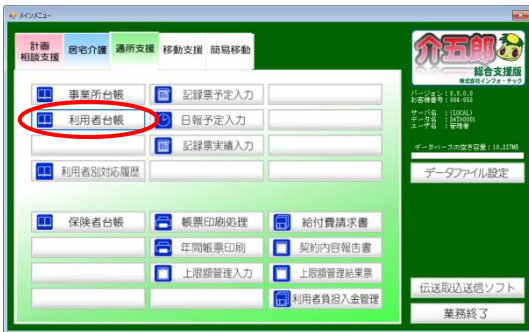 メインメニュー
計画
相談支援
居宅介護
通所支援
移動支援
簡易移動
事業所台帳
記録票予定入力
利用者台帳
日報予定入力
記録票実績入力
利用者別対応履歴
保険者台帳
帳票印刷処理
給付費請求書
年間帳票印刷
契約内容報告書
上限額管理入力
上限額管理結果票
利用者負担入金管理
介五郎
総合支援版
株式会社インフォ・テック
バージョン：6.0.0.0
お客様番号：004-050
サーバ名 ：(LOCAL)
データ名 ：DATA0001
ユーザ名 ：管理者
データベースの空き容量：10,227MB
データファイル設定
伝送取込送信ソフト
業務終了